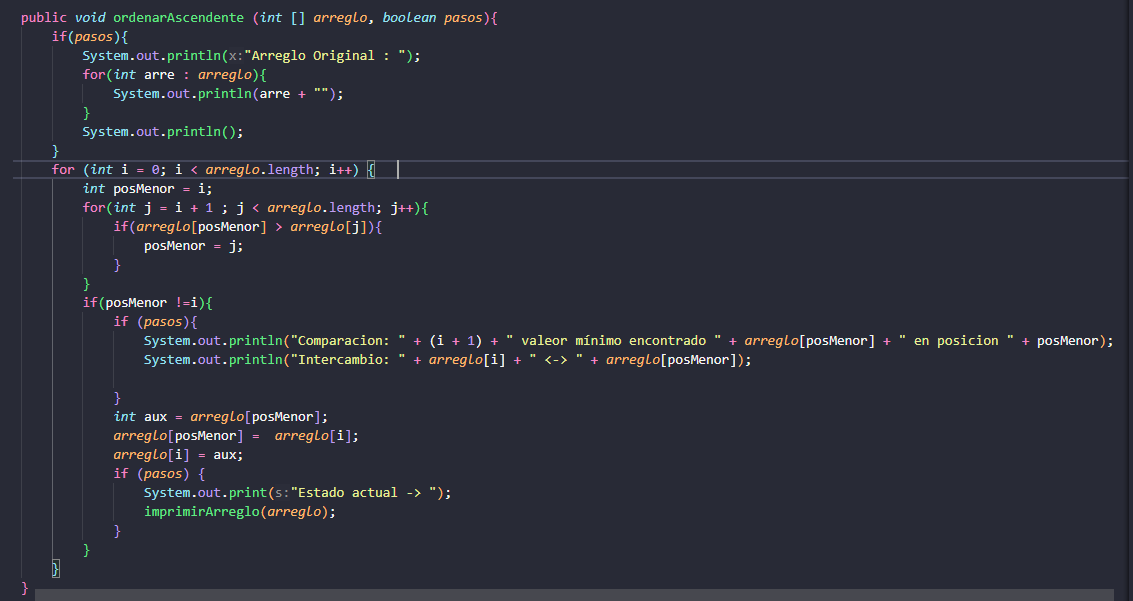 public void ordenarAscendente (int [] arreglo, boolean pasos){
if(pasos){
System.out.println(x:"Arreglo Original : ");
for(int arre : arreglo){
System.out.println(arre + "");
}
System.out.println();
}
for (int i = 0; i < arreglo.length; i++) {
int posMenor = i;
for(int j = i + 1 ; j < arreglo.length; j++){
if(arreglo[posMenor] > arreglo[j]){
posMenor = j;
}
}
if(posMenor !=i){
if (pasos){
System.out.println("Comparacion: " + (i + 1) + " valeor mínimo encontrado " + arreglo[posMenor] + " en posicion " + posMenor);
System.out.println("Intercambio: " + arreglo[i] + " <-> " + arreglo[posMenor]);
}
int aux = arreglo[posMenor];
arreglo[posMenor] =  arreglo[i];
arreglo[i] = aux;
if (pasos) {
System.out.print(s:"Estado actual -> ");
imprimirArreglo(arreglo);
}
}
}
}